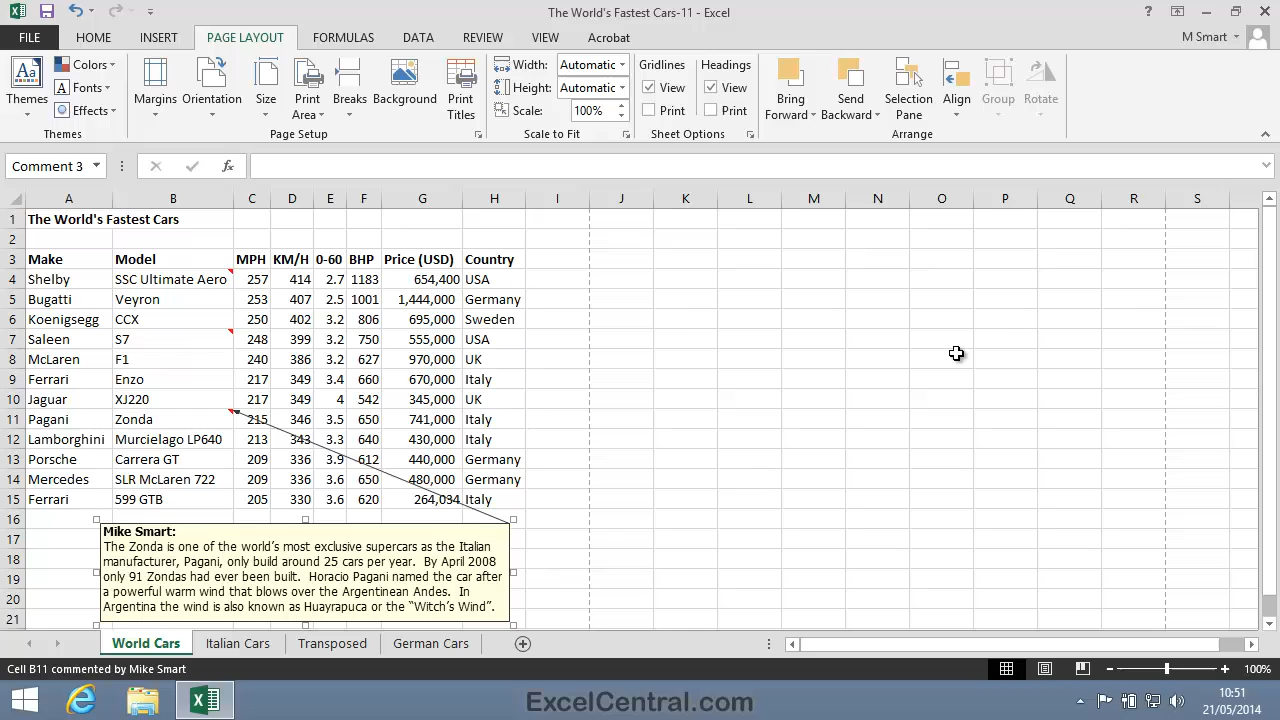 The World's Fastest Cars-11 - Excel
FILE HOME INSERT PAGE LAYOUT FORMULAS DATA REVIEW VIEW Acrobat M Smart
Aa Themes Colors Fonts Effects Margins Orientation Size Print Area Breaks Background Print Titles Width: Automatic Height: Automatic Scale: 100% Gridlines View Print Headings View Print Bring Forward Send Backward Selection Pane Align Group Rotate
Themes Page Setup Scale to Fit Sheet Options Arrange
Comment 3 fx
A B C D E F G H I J K L M N O P Q R S
1 The World's Fastest Cars
2
3 Make Model MPH KM/H 0-60 BHP Price (USD) Country
4 Shelby SSC Ultimate Aero 257 414 2.7 1183 654,400 USA
5 Bugatti Veyron 253 407 2.5 1001 1,444,000 Germany
6 Koenigsegg CCX 250 402 3.2 806 695,000 Sweden
7 Saleen S7 248 399 3.2 750 555,000 USA
8 McLaren F1 240 386 3.2 627 970,000 UK
9 Ferrari Enzo 217 349 3.4 660 670,000 Italy
10 Jaguar XJ220 217 349 4 542 345,000 UK
11 Pagani Zonda 215 346 3.5 650 741,000 Italy
12 Lamborghini Murcielago LP640 213 343 3.3 640 430,000 Italy
13 Porsche Carrera GT 209 336 3.9 612 440,000 Germany
14 Mercedes SLR McLaren 722 209 336 3.6 650 480,000 Germany
15 Ferrari 599 GTB 205 330 3.6 620 264,034 Italy
16
17
18
19
20
21
Mike Smart:
The Zonda is one of the world's most exclusive supercars as the Italian
manufacturer, Pagani, only build around 25 cars per year. By April 2008
only 91 Zondas had ever been built. Horacio Pagani named the car after
a powerful warm wind that blows over the Argentinean Andes. In
Argentina the wind is also known as Huayrapuca or the “Witch's Wind”.
World Cars Italian Cars Transposed German Cars
Cell B11 commented by Mike Smart 100%
ExcelCentral.com
10:51
21/05/2014